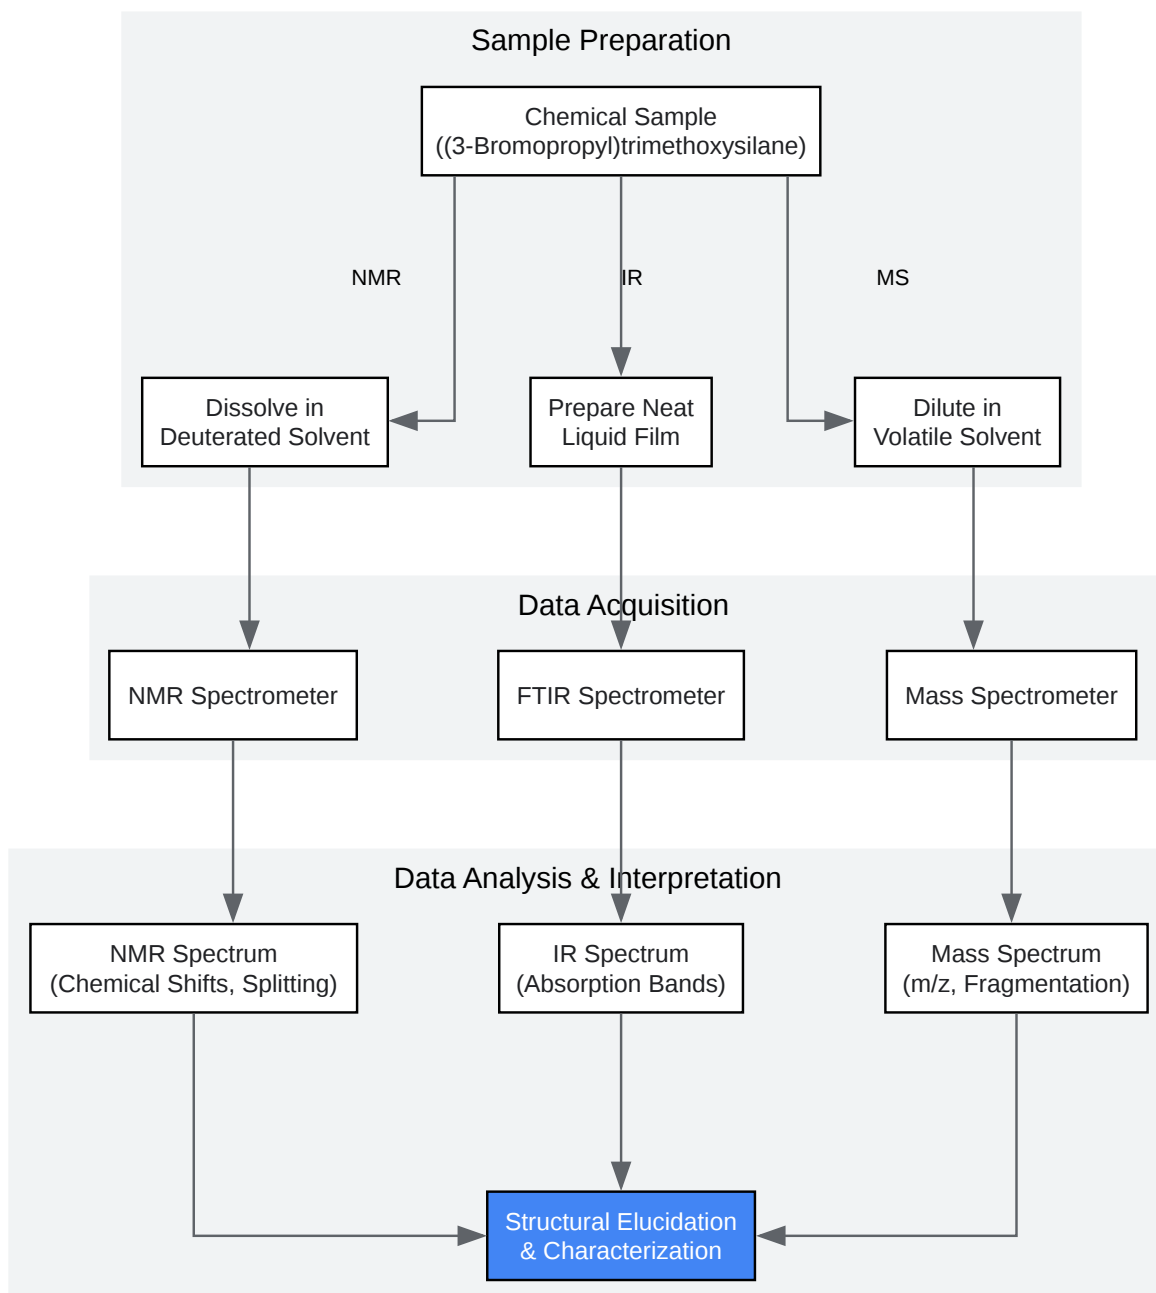 Sample Preparation
Chemical Sample
((3-Bromopropyl)trimethoxysilane)
NMR
IR
MS
Dissolve in
Deuterated Solvent
Prepare Neat
Liquid Film
Dilute in
Volatile Solvent
Data Acquisition
NMR Spectrometer
FTIR Spectrometer
Mass Spectrometer
Data Analysis & Interpretation
NMR Spectrum
(Chemical Shifts, Splitting)
IR Spectrum
(Absorption Bands)
Mass Spectrum
(m/z, Fragmentation)
Structural Elucidation
& Characterization